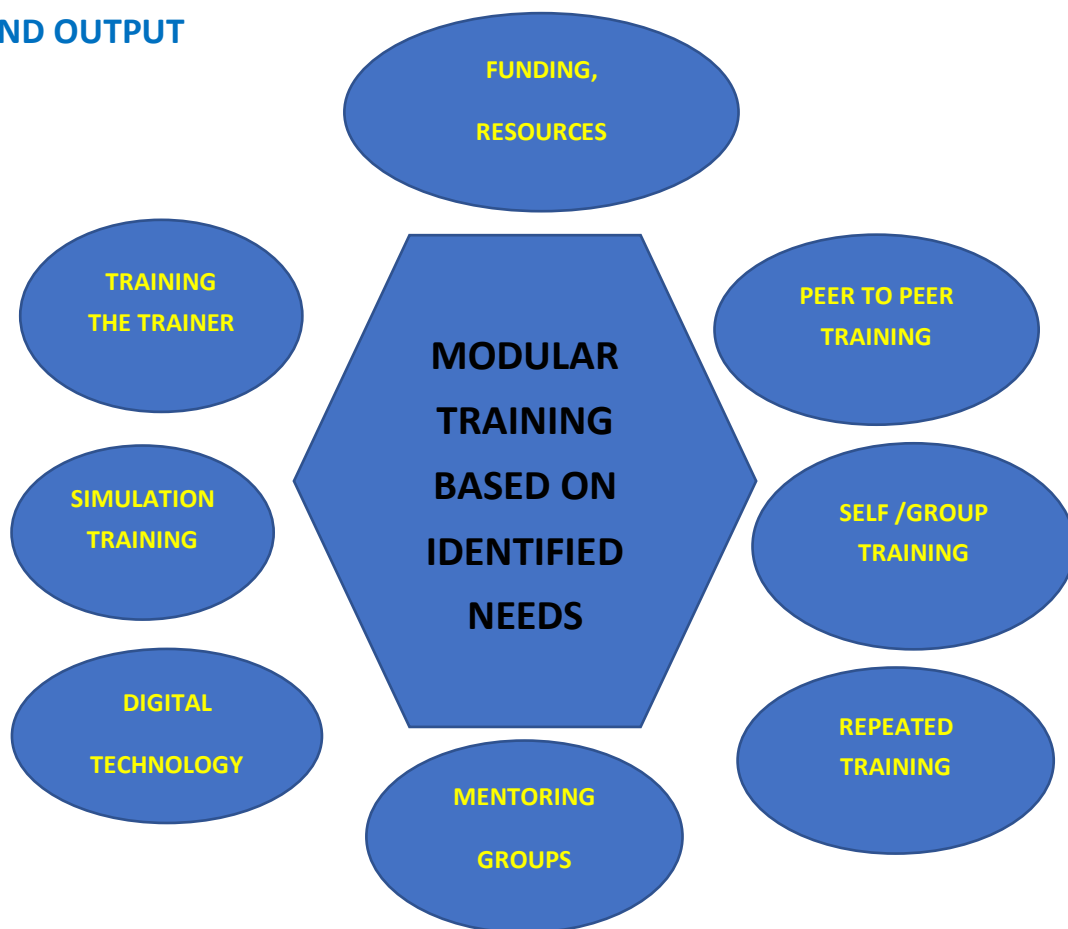 ND OUTPUT
FUNDING,
RESOURCES
TRAINING
THE TRAINER
PEER TO PEER
TRAINING
MODULAR
TRAINING
BASED ON
IDENTIFIED
NEEDS
SIMULATION
TRAINING
SELF /GROUP
TRAINING
DIGITAL
TECHNOLOGY
REPEATED
TRAINING
MENTORING
GROUPS